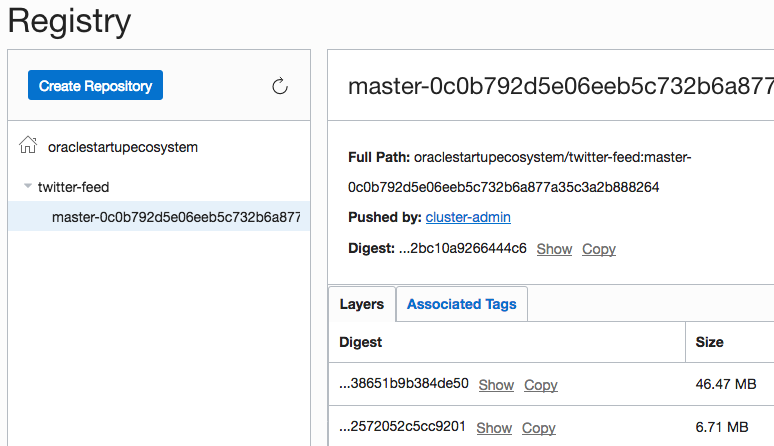 Registry
Create Repository
oraclestartupecosystem
twitter-feed
master-0c0b792d5e06eeb5c732b6a877
master-0c0b792d5e06eeb5c732b6a877
Full Path: oraclestartupecosystem/twitter-feed:master-
0c0b792d5e06eeb5c732b6a877a35c3a2b888264
Pushed by: cluster-admin
Digest: ...2bc10a9266444c6 Show Copy
Layers Associated Tags
Digest Size
...38651b9b384de50 Show Copy 46.47 MB
...2572052c5cc9201 Show Copy 6.71 MB